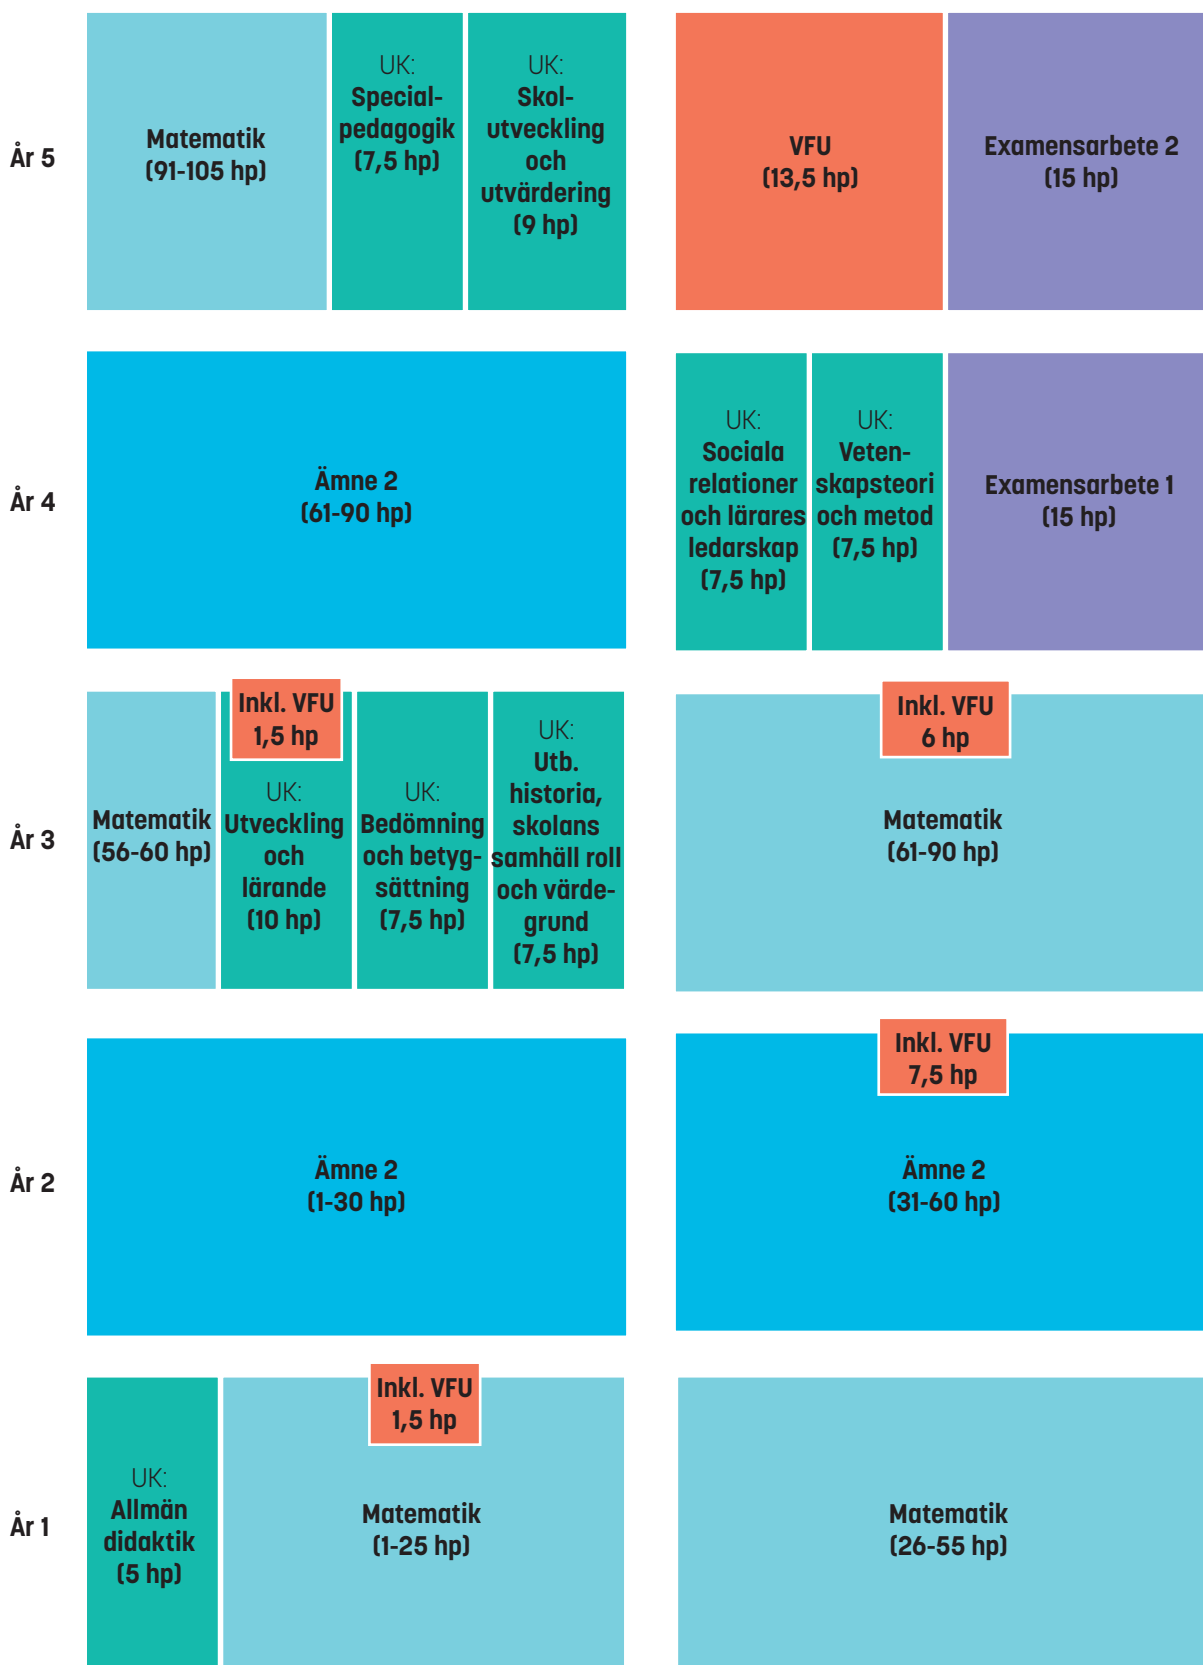 År 5
Matematik
(91-105 hp)
UK:
Special-
pedagogik
(7,5 hp)
UK:
Skol-
utveckling
och
utvärdering
(9 hp)
VFU
(13,5 hp)
Examensarbete 2
(15 hp)
År 4
Ämne 2
(61-90 hp)
UK:
Sociala
relationer
och lärares
ledarskap
(7,5 hp)
UK:
Veten-
skapsteori
och metod
(7,5 hp)
Examensarbete 1
(15 hp)
År 3
Matematik
(56-60 hp)
Inkl. VFU
1,5 hp
UK:
Utveckling
och
lärande
(10 hp)
UK:
Bedömning
och betyg-
sättning
(7,5 hp)
UK:
Utb.
historia,
skolans
samhäll roll
och värde-
grund
(7,5 hp)
Inkl. VFU
6 hp
Matematik
(61-90 hp)
År 2
Ämne 2
(1-30 hp)
Inkl. VFU
7,5 hp
Ämne 2
(31-60 hp)
År 1
UK:
Allmän
didaktik
(5 hp)
Inkl. VFU
1,5 hp
Matematik
(1-25 hp)
Matematik
(26-55 hp)